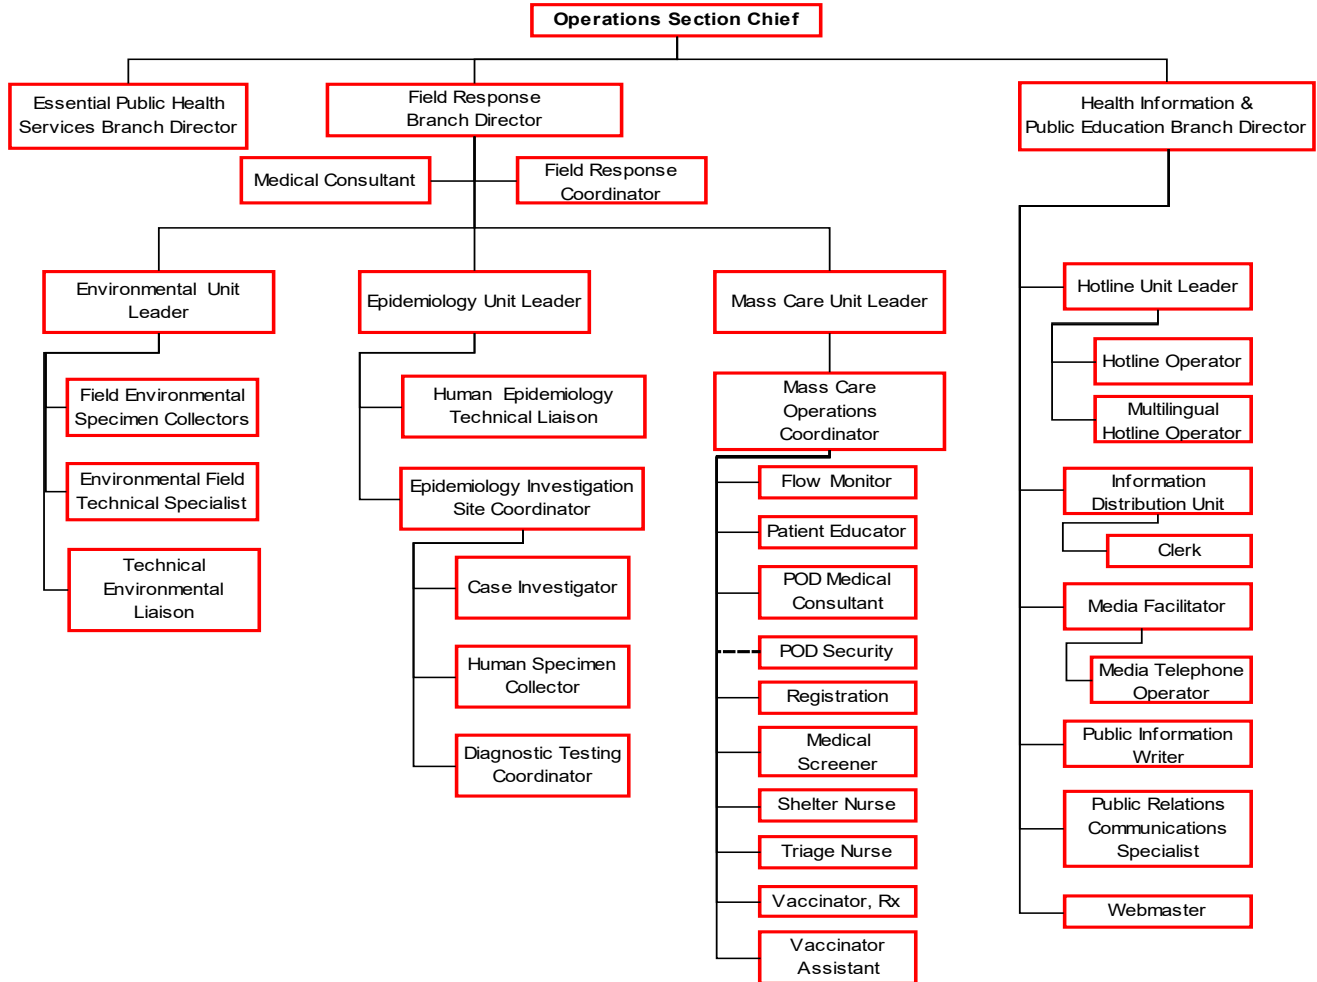 Operations Section Chief
Essential Public Health
Services Branch Director
Field Response
Branch Director
Health Information &
Public Education Branch Director
Medical Consultant
Field Response
Coordinator
Environmental Unit
Leader
Field Environmental
Specimen Collectors
Environmental Field
Technical Specialist
Technical
Environmental
Liaison
Epidemiology Unit Leader
Human Epidemiology
Technical Liaison
Epidemiology Investigation
Site Coordinator
Case Investigator
Human Specimen
Collector
Diagnostic Testing
Coordinator
Mass Care Unit Leader
Mass Care
Operations
Coordinator
Flow Monitor
Patient Educator
POD Medical
Consultant
POD Security
Registration
Medical
Screener
Shelter Nurse
Triage Nurse
Vaccinator, Rx
Vaccinator
Assistant
Hotline Unit Leader
Hotline Operator
Multilingual
Hotline Operator
Information
Distribution Unit
Clerk
Media Facilitator
Media Telephone
Operator
Public Information
Writer
Public Relations
Communications
Specialist
Webmaster